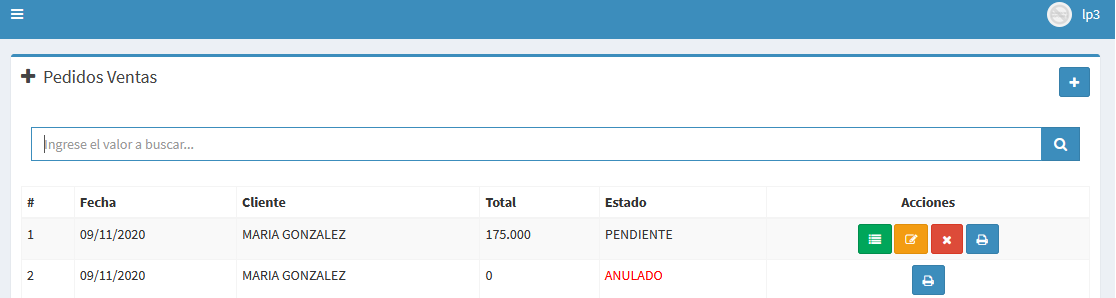 lp3
Pedidos Ventas
Ingrese el valor a buscar...
# Fecha Cliente Total Estado Acciones
1 09/11/2020 MARIA GONZALEZ 175.000 PENDIENTE
2 09/11/2020 MARIA GONZALEZ 0 ANULADO